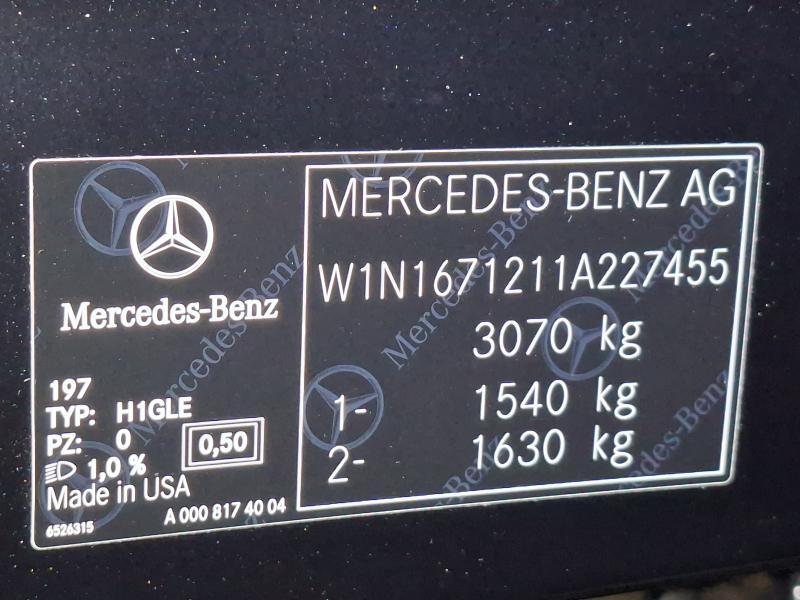 Mercedes-Benz
197
TYP: H1GLE
PZ: 0
0,50
1,0 %
Made in USA
6526315
A 000 817 40 04
MERCEDES-BENZ AG
W1N1671211A227455
3070 kg
1- 1540 kg
2- 1630 kg